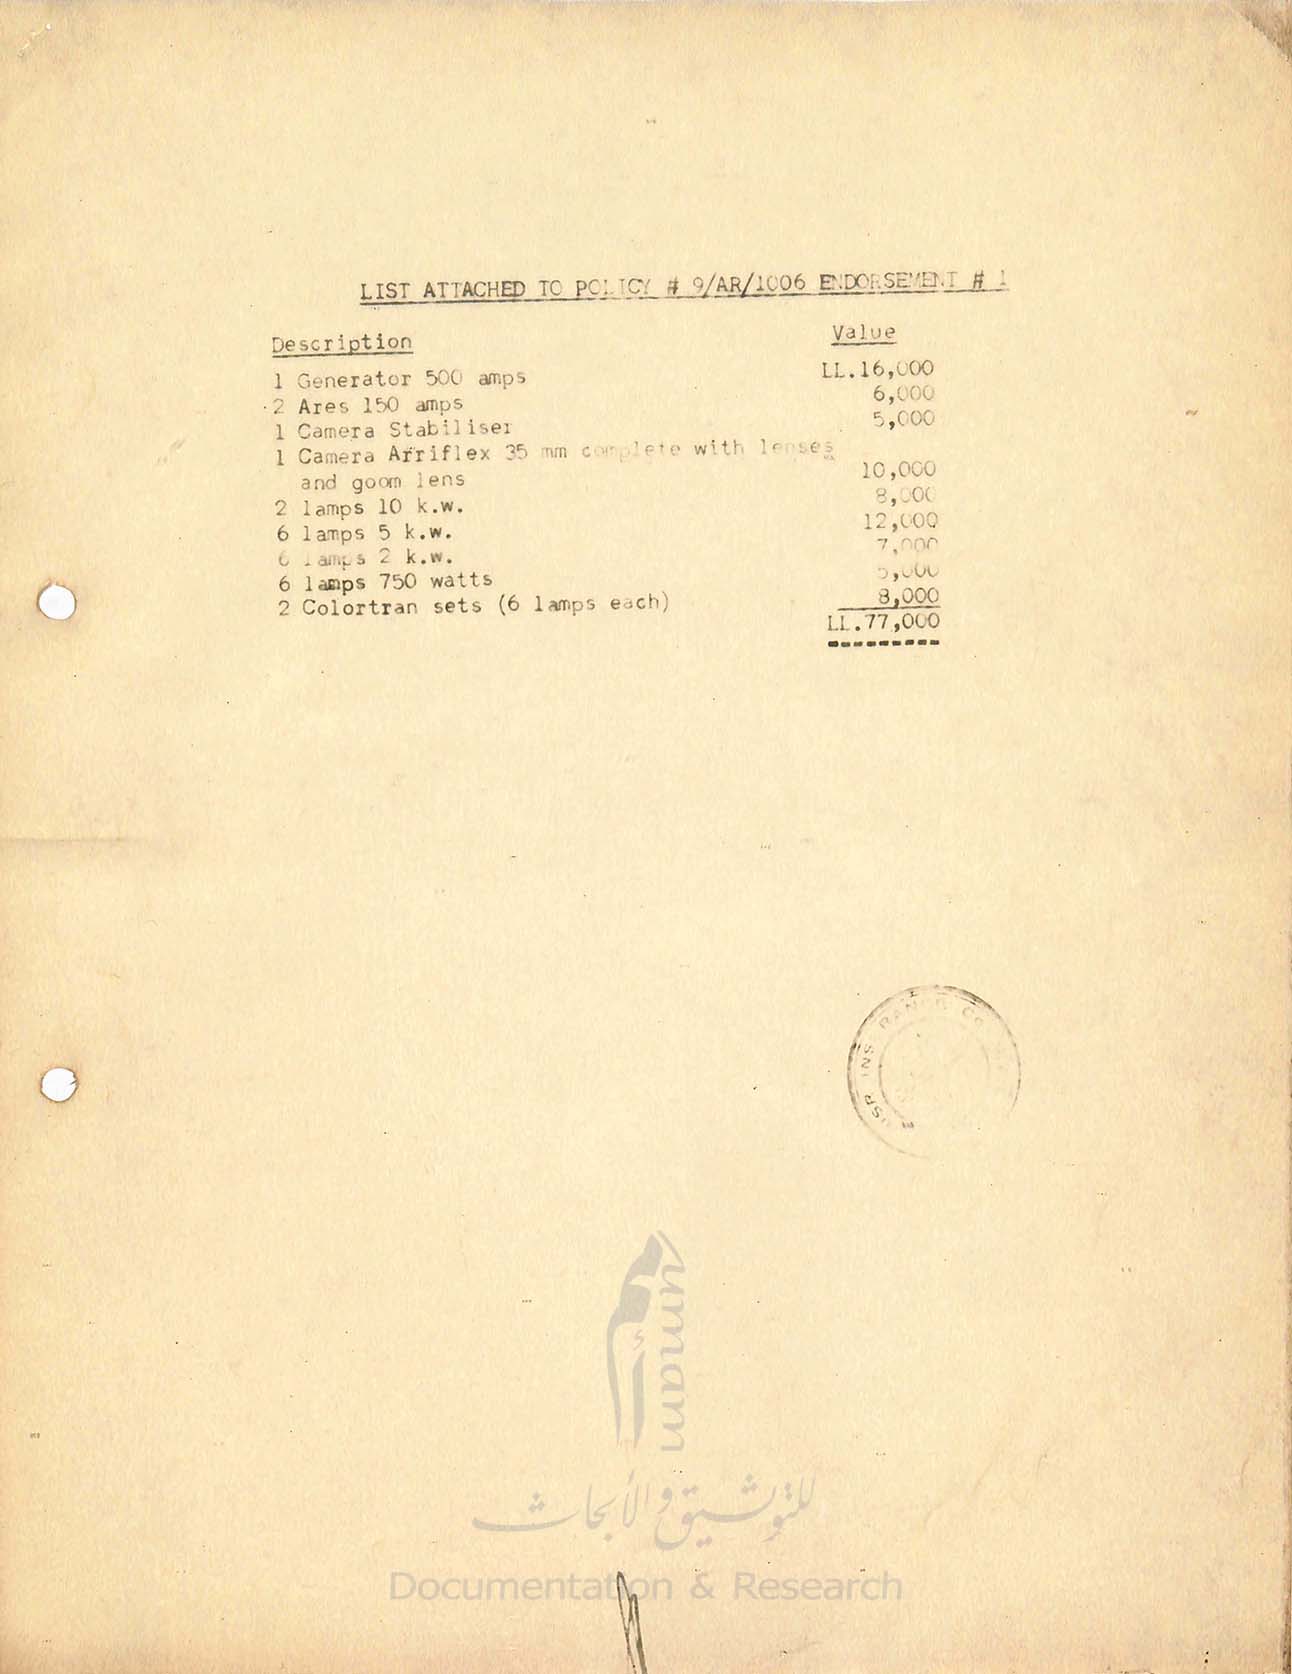 LIST ATTACHED TO POLICY # 9/AR/1006 ENDORSEMENT # 1
Description Value
1 Generator 500 amps LL.16,000
2 Ares 150 amps 6,000
1 Camera Stabiliser 5,000
1 Camera Arriflex 35 mm complete with lenses
and goom lens 10,000
2 lamps 10 k.w. 8,000
6 lamps 5 k.w. 12,000
6 lamps 2 k.w. 7,000
6 lamps 750 watts 5,000
2 Colortran sets (6 lamps each) 8,000
LL.77,000
INSURANCE CO
umam
أمم
للتوثيق والأبحاث
Documentation & Research